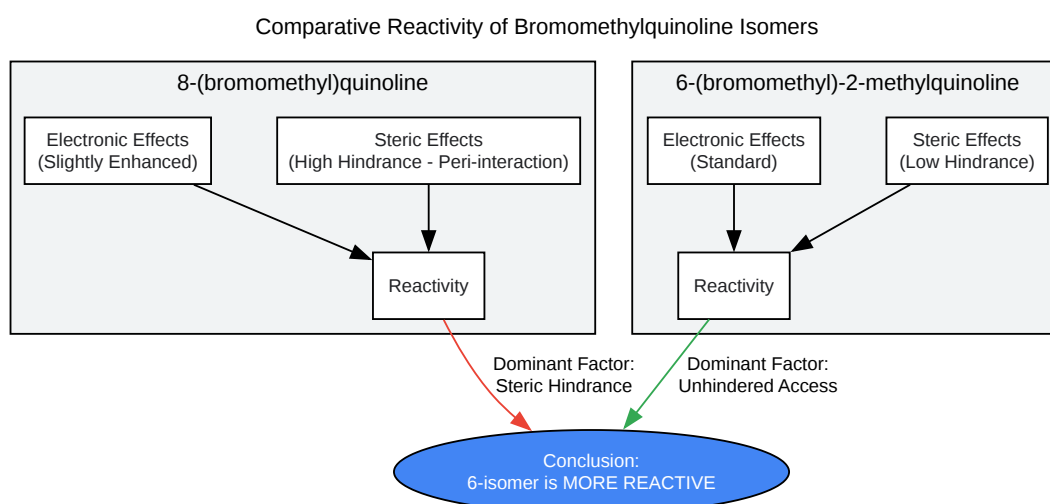 Comparative Reactivity of Bromomethylquinoline Isomers
8-(bromomethyl)quinoline
Electronic Effects
(Slightly Enhanced)
Steric Effects
(High Hindrance - Peri-interaction)
Reactivity
6-(bromomethyl)-2-methylquinoline
Electronic Effects
(Standard)
Steric Effects
(Low Hindrance)
Reactivity
Dominant Factor:
Steric Hindrance
Dominant Factor:
Unhindered Access
Conclusion:
6-isomer is MORE REACTIVE